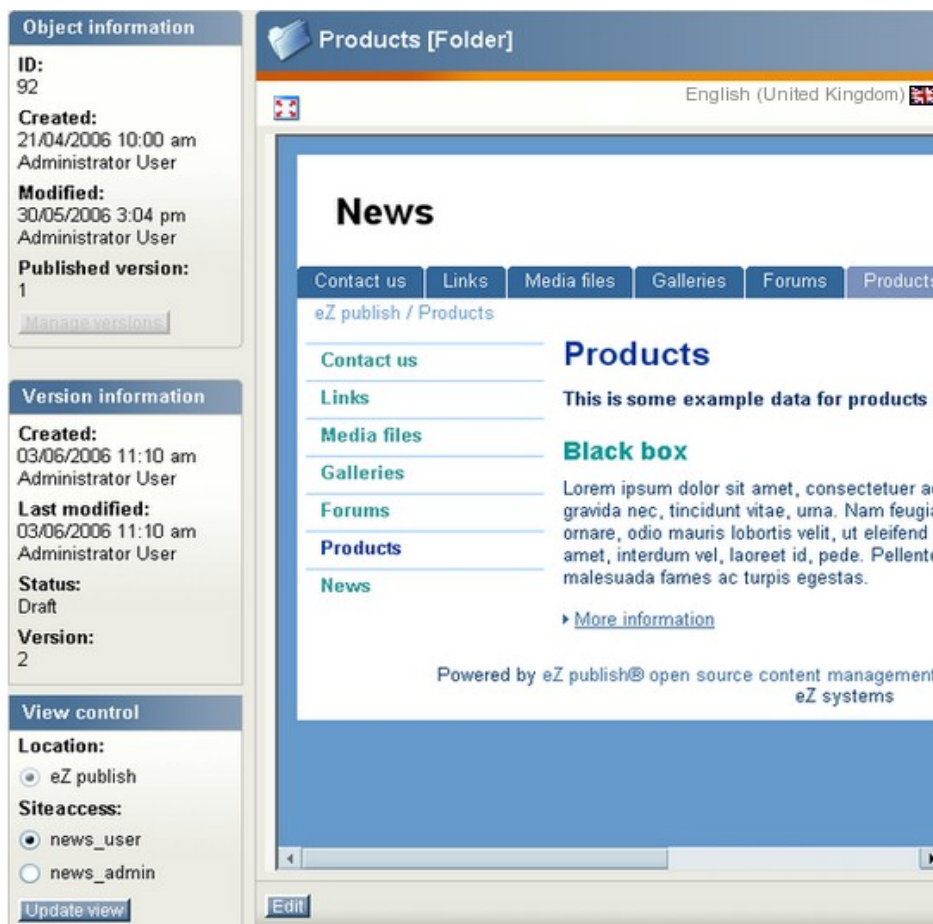 Object information
ID:
92
Created:
21/04/2006 10:00 am
Administrator User
Modified:
30/05/2006 3:04 pm
Administrator User
Published version:
1
Manage versions
Version information
Created:
03/06/2006 11:10 am
Administrator User
Last modified:
03/06/2006 11:10 am
Administrator User
Status:
Draft
Version:
2
View control
Location:
eZ publish
Siteaccess:
news_user
news_admin
Update view
Products [Folder]
English (United Kingdom)
News
Contact us Links Media files Galleries Forums Products
eZ publish / Products
Contact us
Links
Media files
Galleries
Forums
Products
News
Products
This is some example data for products
Black box
Lorem ipsum dolor sit amet, consectetuer
gravida nec, tincidunt vitae, urna. Nam
ornare, odio mauris lobortis velit, ut eleifend
amet, interdum vel, laoreet id, pede.
malesuada fames ac turpis egestas.
More information
Powered by eZ publish® open source content management
eZ systems
Edit